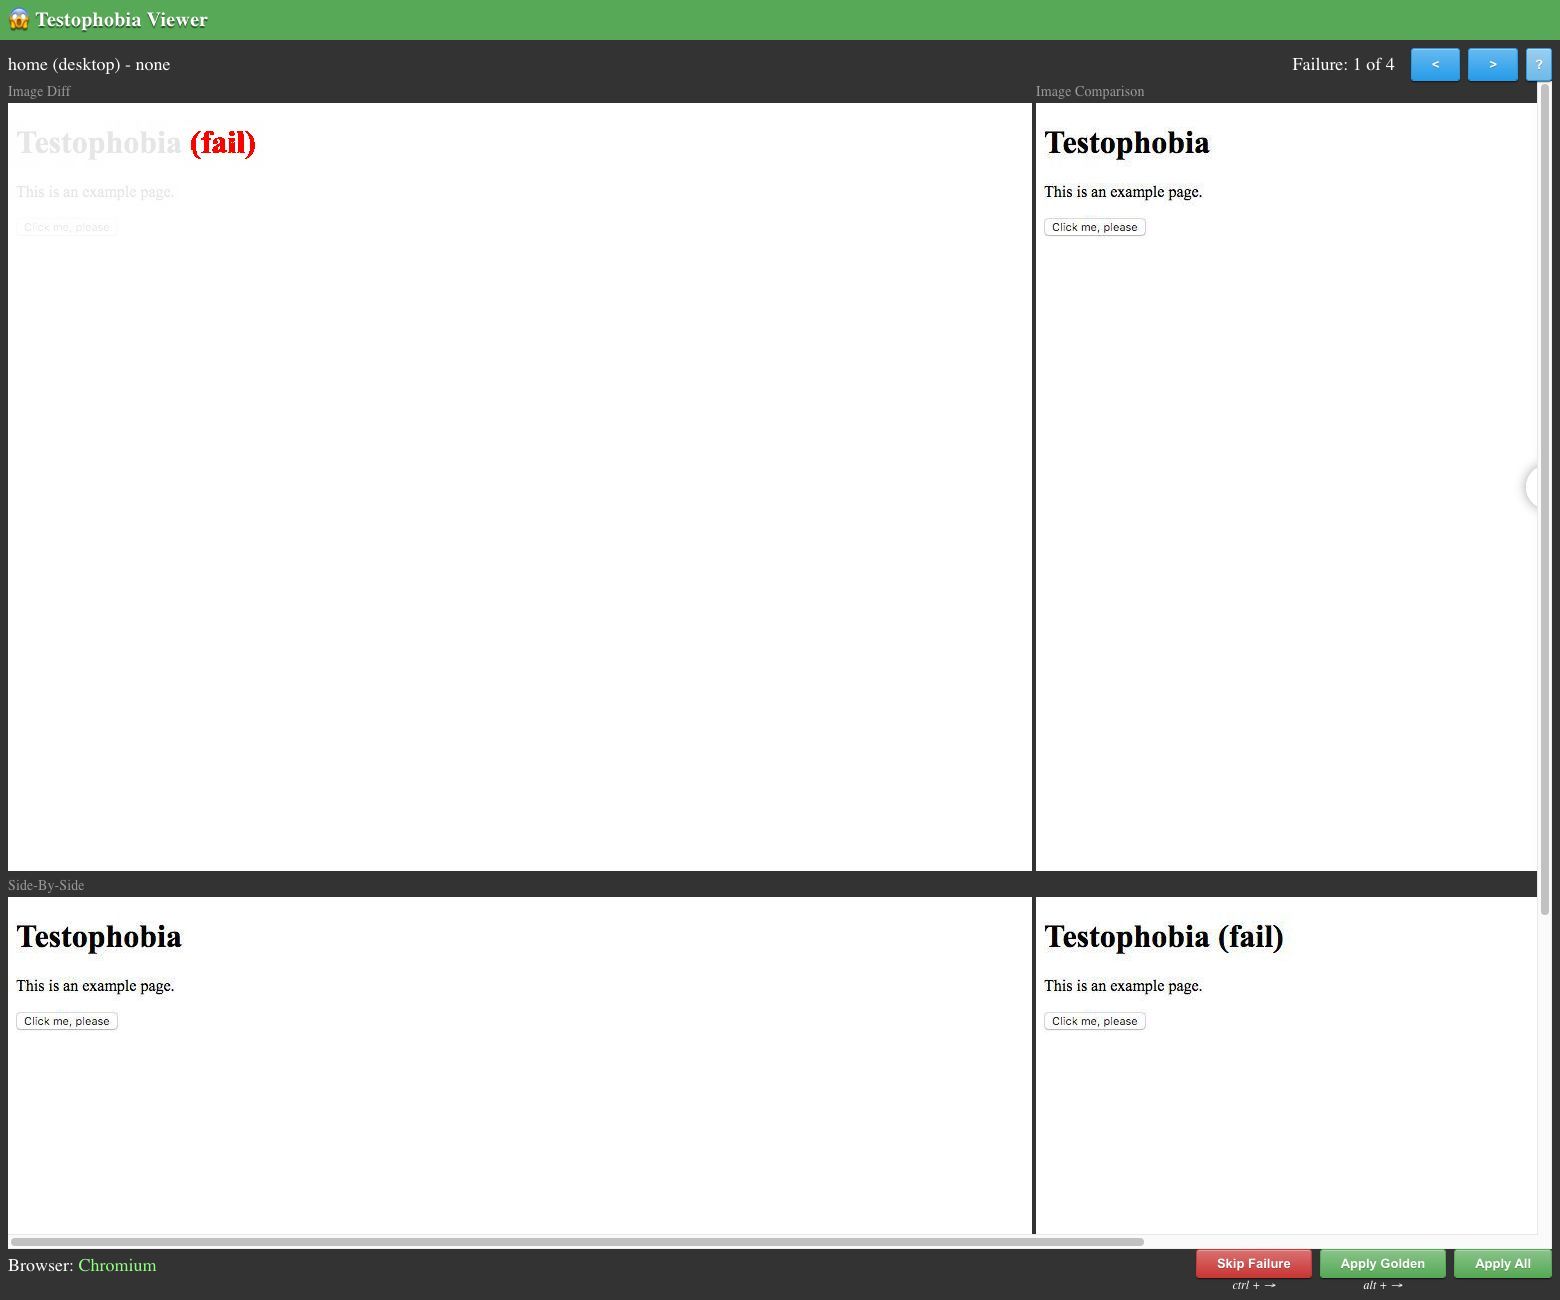 😱 Testophobia Viewer
home (desktop) - none
Failure: 1 of 4 < > ?
Image Diff
Testophobia (fail)
This is an example page.
Click me, please
Image Comparison
Testophobia
This is an example page.
Click me, please
Side-By-Side
Testophobia
This is an example page.
Click me, please
Testophobia (fail)
This is an example page.
Click me, please
Browser: Chromium
Skip Failure
ctrl + →
Apply Golden
alt + →
Apply All